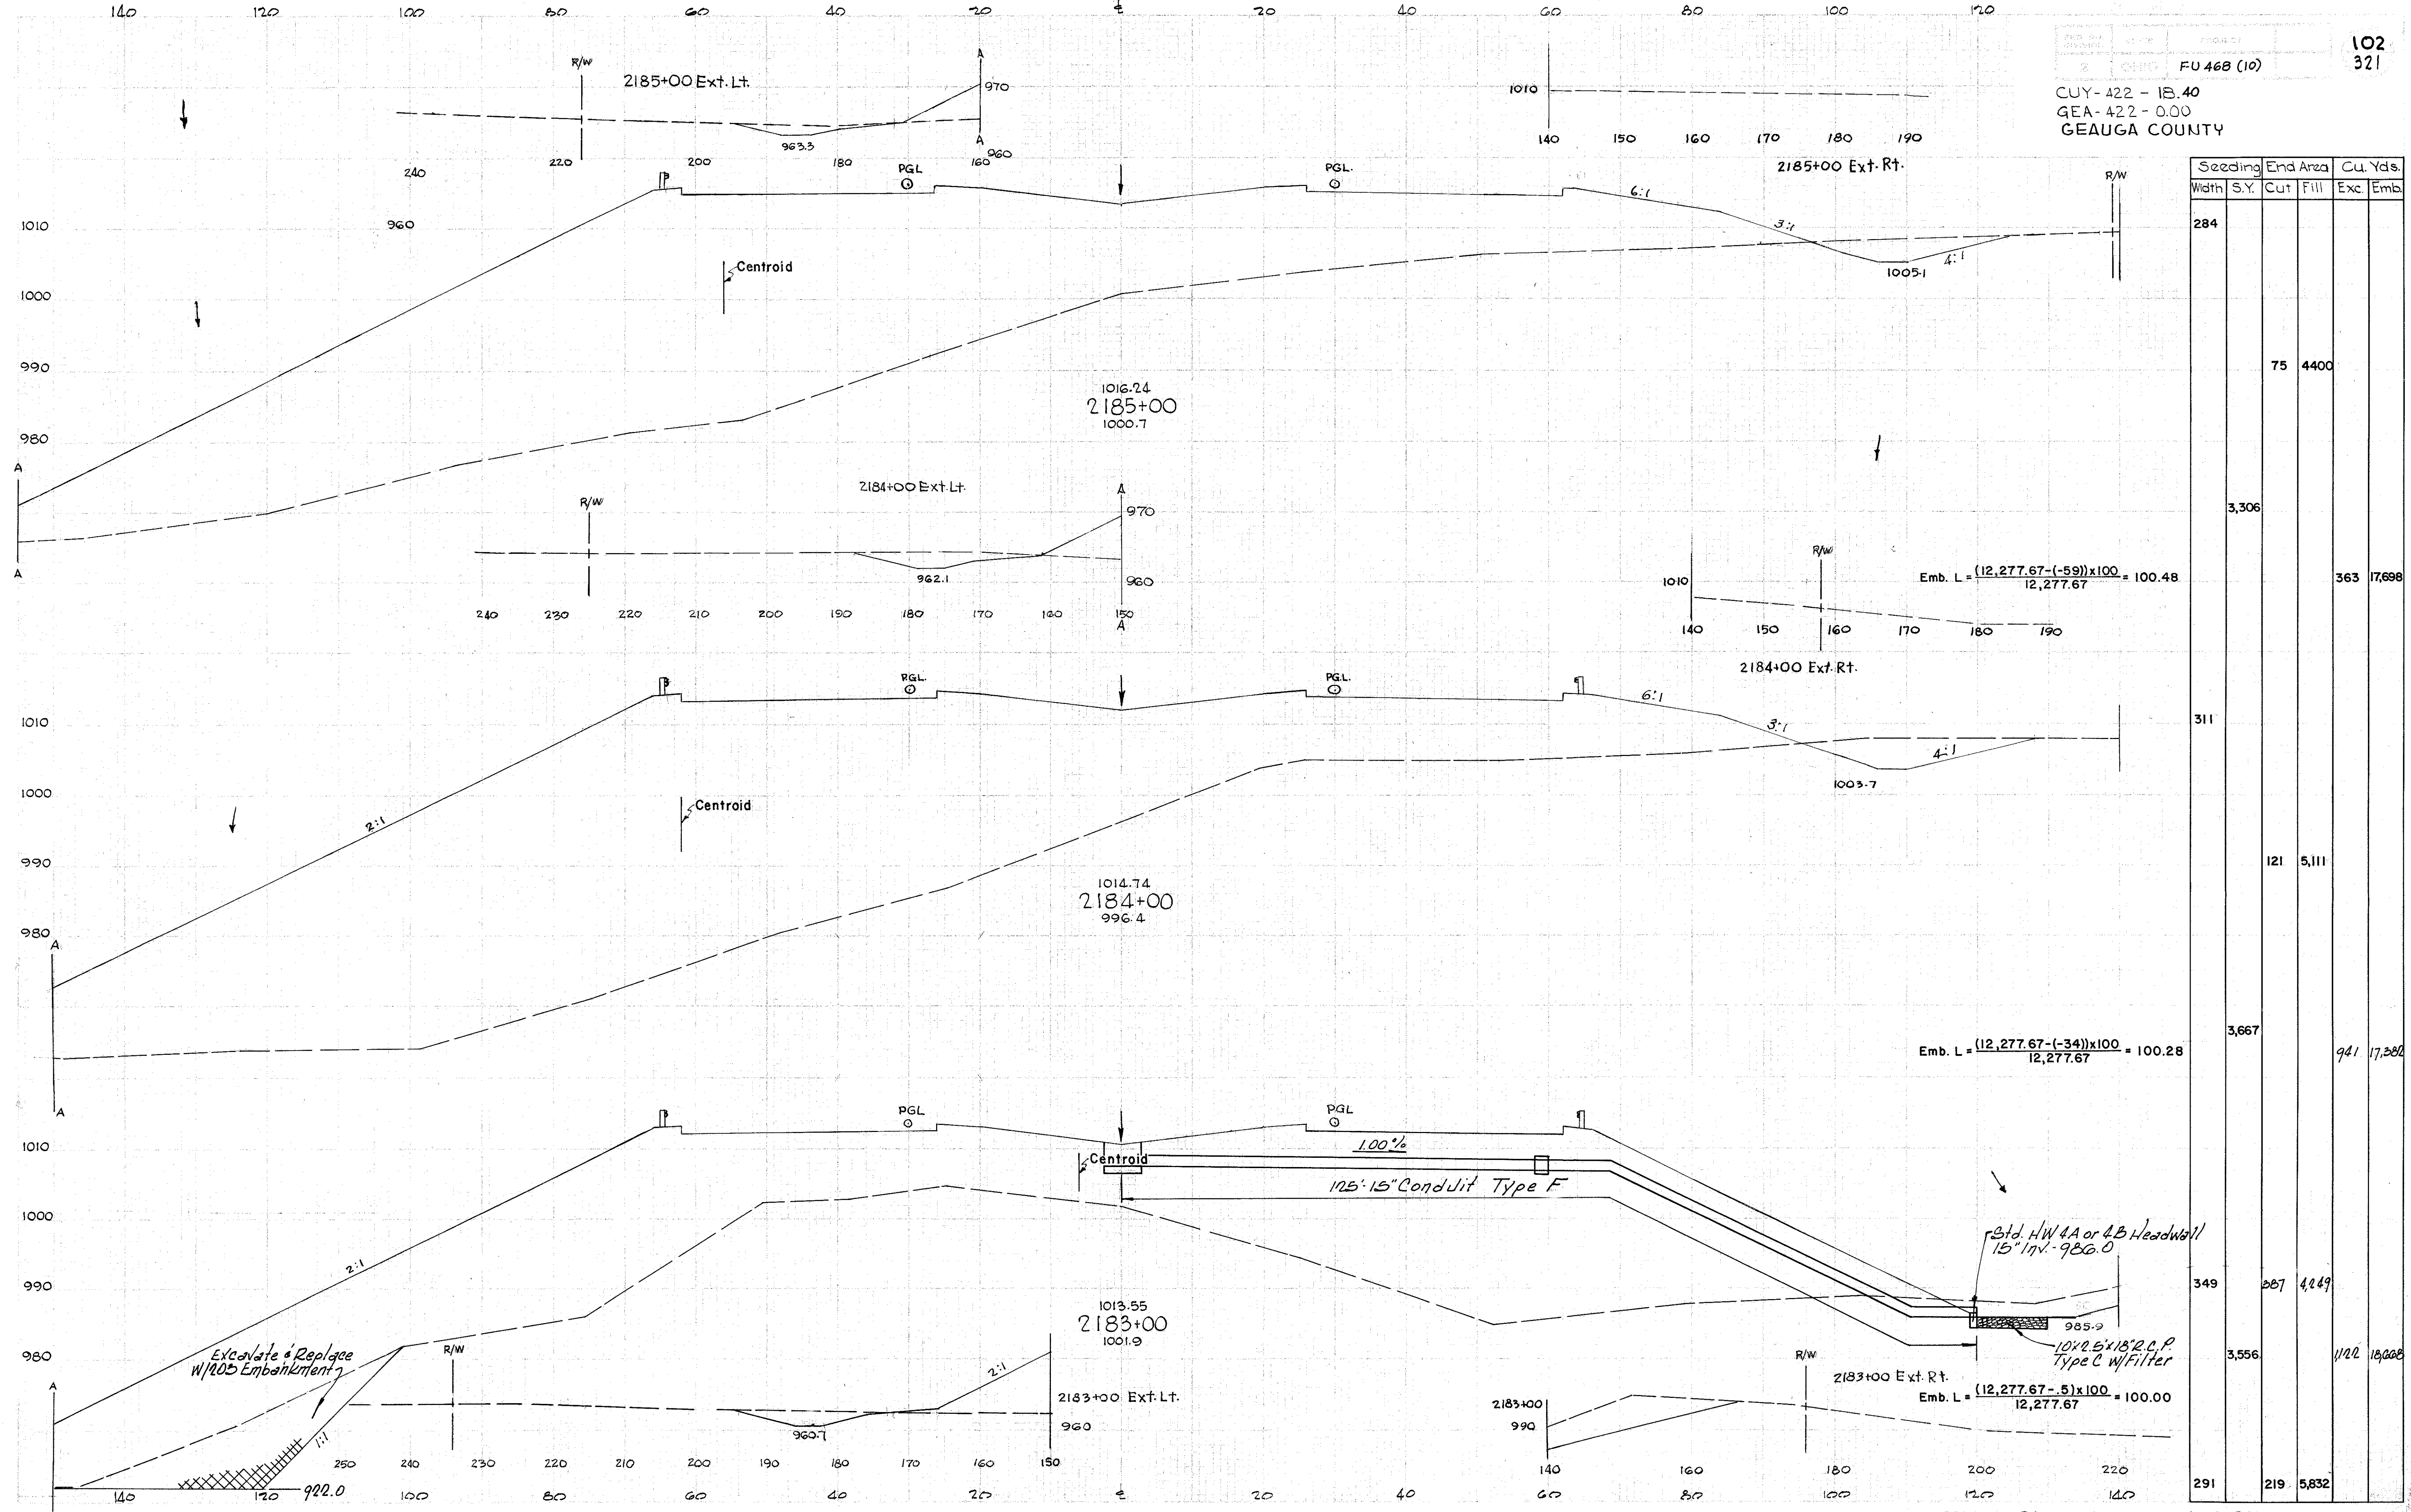 140 120 100 80 60 40 20 ℄ 20 40 60 80 100 120
102
321
FU 468 (10)
CUY-422-18.40
GEA-422-0.00
GEAUGA COUNTY
R/W
2185+00 Ext. Lt.
A
970
963.3
A
960
240 220 200 180 160
960
1010
140 150 160 170 180 190
2185+00 Ext. Rt.
R/W
Seeding End Area Cu. Yds.
Width S.Y. Cut Fill Exc. Emb.
PGL
PGL.
6:1
3:1
4:1
1005.1
1010
284
Centroid
1000
990
75 4400
1016.24
2185+00
1000.7
980
A
A
R/W
2184+00 Ext. Lt.
A
970
962.1
960
240 230 220 210 200 190 180 170 160 150
A
3,306
1010
R/W
140 150 160 170 180 190
2184+00 Ext. Rt.
Emb. L = (12,277.67-(-59))x100
12,277.67
= 100.48
363 17,698
PGL.
PGL.
6:1
3:1
4:1
1003.7
1010
311
1000
Centroid
2:1
990
121 5,111
1014.74
2184+00
996.4
980
A
A
3,667
Emb. L = (12,277.67-(-34))x100
12,277.67
= 100.28
941 17,382
PGL
PGL
1010
1.00%
Centroid
125'-15" Conduit Type F
1000
Std. HW 4A or 4B Headwall
15" Inv.-986.0
2:1
990
349 387 4,249
985.9
10'x2.5'x18" R.C.P.
Type C w/Filter
1013.55
2183+00
1001.9
980
Excavate & Replace
W/203 Embankment
A
R/W
2:1
2183+00 Ext. Lt.
960
960.7
1:1
922.0
250 240 230 220 210 200 190 180 170 160 150
3,556 1122
R/W
2183+00 Ext. Rt.
2183+00
990
Emb. L = (12,277.67-.5)x100
12,277.67
= 100.00
140 160 180 200 220
291 219 5,832
140 120 100 80 60 40 20 ℄ 20 40 60 80 100 120 140